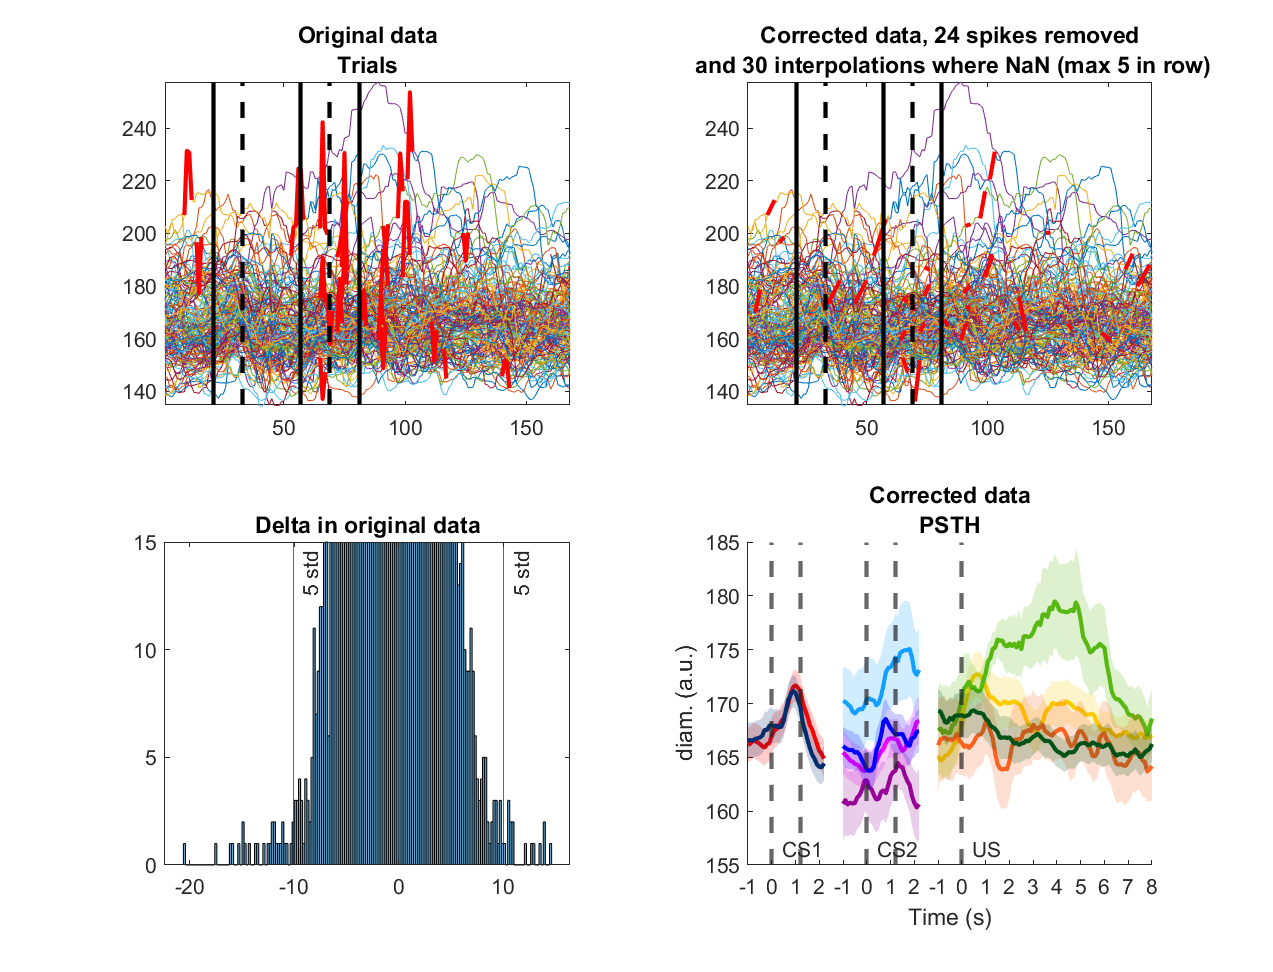 Original data
Trials
240
220
200
180
160
140
50
100
150
Corrected data, 24 spikes removed
and 30 interpolations where NaN (max 5 in row)
240
220
200
180
160
140
50
100
150
Delta in original data
15
10
5
0
5 std
5 std
-20
-10
0
10
Corrected data
PSTH
185
180
175
170
165
160
155
diam. (a.u.)
CS1
CS2
US
-1 0 1 2 -1 0 1 2 -1 0 1 2 3 4 5 6 7 8
Time (s)